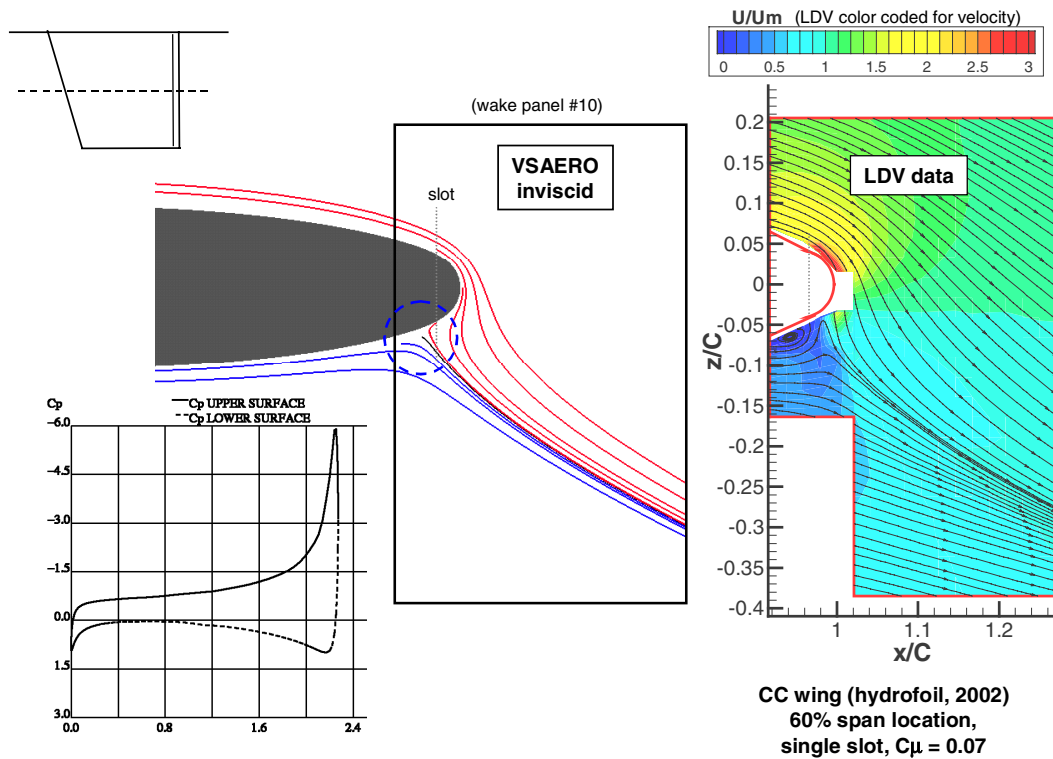 U/Um (LDV color coded for velocity)
0 0.5 1 1.5 2 2.5 3
(wake panel #10)
VSAERO
inviscid
slot
LDV data
0.2
0.15
0.1
0.05
0
-0.05
-0.1
-0.15
-0.2
-0.25
-0.3
-0.35
-0.4
z/C
1 1.1 1.2
x/C
Cp
Cp UPPER SURFACE
Cp LOWER SURFACE
-6.0
-4.5
-3.0
-1.5
0.0
1.5
3.0
0.0 0.8 1.6 2.4
CC wing (hydrofoil, 2002)
60% span location,
single slot, Cμ = 0.07